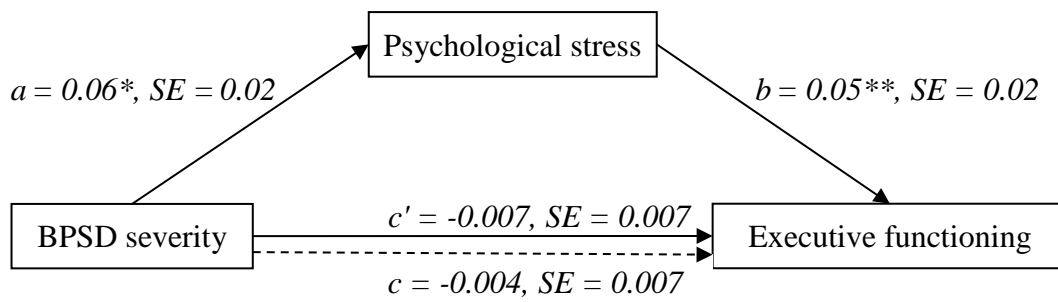 Psychological stress
a = 0.06*, SE = 0.02
b = 0.05**, SE = 0.02
BPSD severity
c' = -0.007, SE = 0.007
Executive functioning
c = -0.004, SE = 0.007